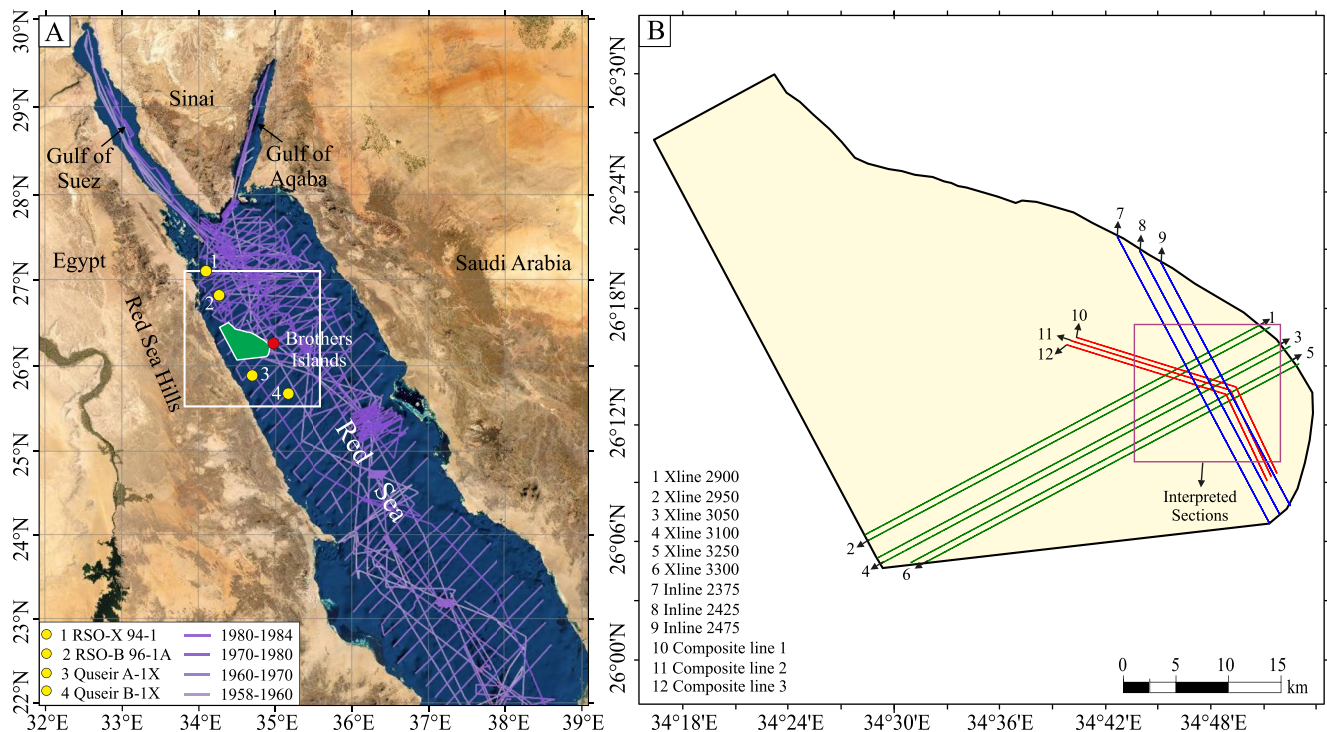 A
30°N
29°N
28°N
27°N
26°N
25°N
24°N
23°N
22°N
Sinai
Gulf of
Suez
Gulf of
Aqaba
Egypt
Saudi Arabia
1
2
Red Sea Hills
Brothers
Islands
3
4
Red
Sea
1 RSO-X 94-1
2 RSO-B 96-1A
3 Quseir A-1X
4 Quseir B-1X
1980-1984
1970-1980
1960-1970
1958-1960
32°E
33°E
34°E
35°E
36°E
37°E
38°E
39°E
B
26°30'N
26°24'N
26°18'N
26°12'N
26°06'N
26°00'N
7
8
9
10
11
12
1
3
5
2
4
6
Interpreted
Sections
1 Xline 2900
2 Xline 2950
3 Xline 3050
4 Xline 3100
5 Xline 3250
6 Xline 3300
7 Inline 2375
8 Inline 2425
9 Inline 2475
10 Composite line 1
11 Composite line 2
12 Composite line 3
0 5 10 15
km
34°18'E
34°24'E
34°30'E
34°36'E
34°42'E
34°48'E